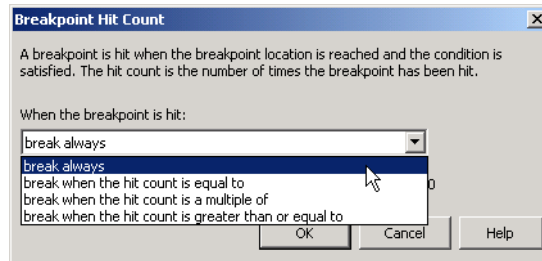 Breakpoint Hit Count
A breakpoint is hit when the breakpoint location is reached and the condition is
satisfied. The hit count is the number of times the breakpoint has been hit.
When the breakpoint is hit:
break always
break always
break when the hit count is equal to
0
break when the hit count is a multiple of
break when the hit count is greater than or equal to
OK Cancel Help